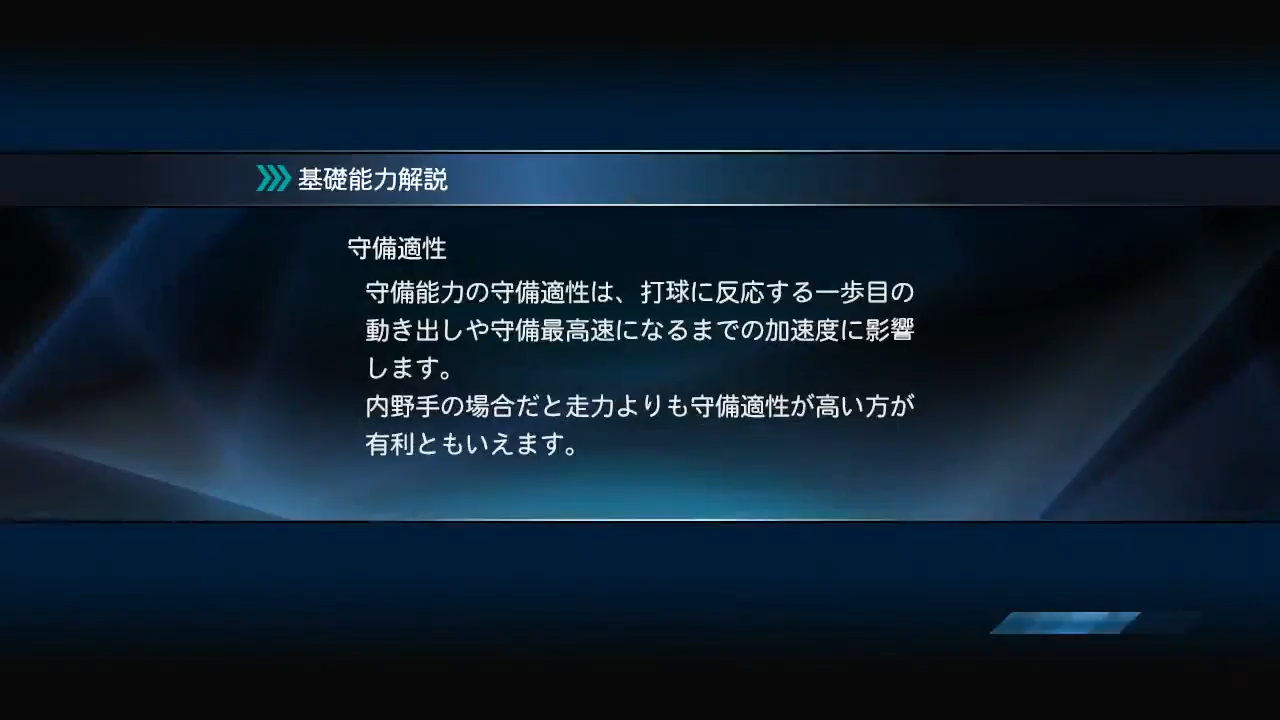 基礎能力解説
守備適性
守備能力の守備適性は、打球に反応する一歩目の
動き出しや守備最高速になるまでの加速度に影響
します。
内野手の場合だと走力よりも守備適性が高い方が
有利ともいえます。